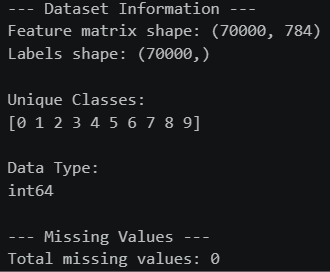 --- Dataset Information ---
Feature matrix shape: (70000, 784)
Labels shape: (70000,)
Unique Classes:
[0 1 2 3 4 5 6 7 8 9]
Data Type:
int64
--- Missing Values ---
Total missing values: 0